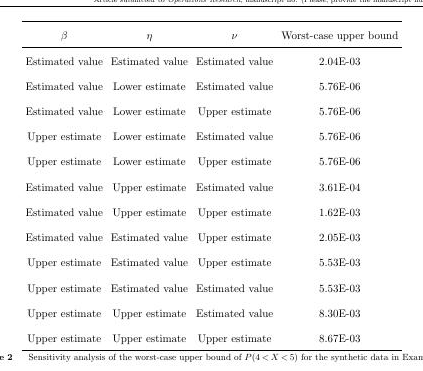 Article submitted to Operations Research; manuscript no. (Please, provide the manuscript
β η ν Worst-case upper bound
Estimated value Estimated value Estimated value 2.04E-03
Estimated value Lower estimate Estimated value 5.76E-06
Estimated value Lower estimate Upper estimate 5.76E-06
Upper estimate Lower estimate Estimated value 5.76E-06
Upper estimate Lower estimate Upper estimate 5.76E-06
Estimated value Upper estimate Estimated value 3.61E-04
Estimated value Upper estimate Upper estimate 1.62E-03
Estimated value Estimated value Upper estimate 2.05E-03
Upper estimate Estimated value Upper estimate 5.53E-03
Upper estimate Estimated value Estimated value 5.53E-03
Upper estimate Upper estimate Estimated value 8.30E-03
Upper estimate Upper estimate Upper estimate 8.67E-03
e 2 Sensitivity analysis of the worst-case upper bound of P(4 < X < 5) for the synthetic data in Exam